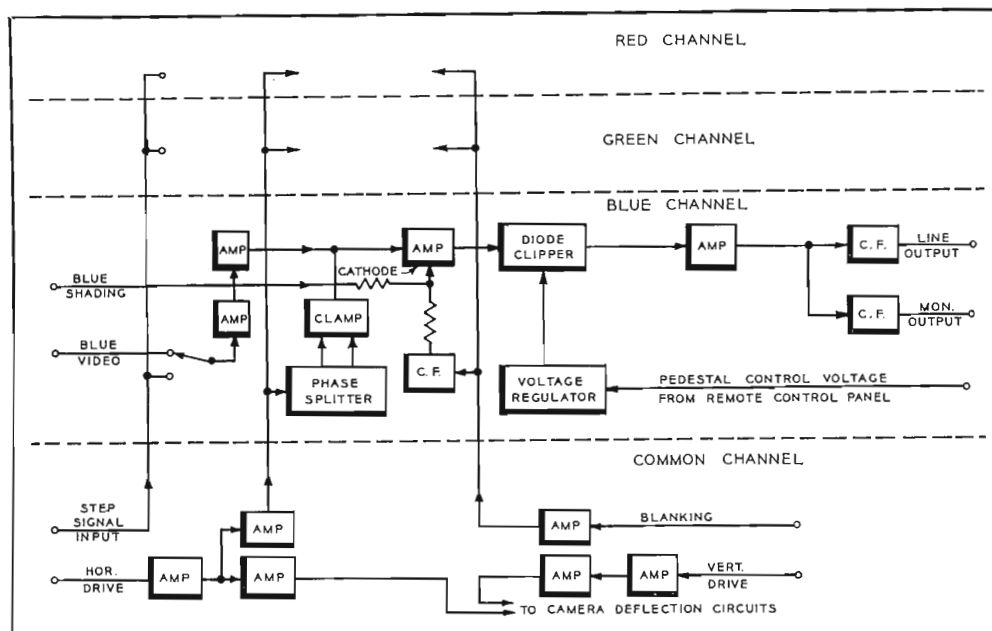 RED CHANNEL
GREEN CHANNEL
BLUE CHANNEL
AMP
AMP
DIODE
CLIPPER
AMP
C.F.
LINE
OUTPUT
CATHODE
BLUE
SHADING
AMP
CLAMP
C.F.
MON.
OUTPUT
BLUE
VIDEO
PHASE
SPLITTER
C.F.
VOLTAGE
REGULATOR
PEDESTAL CONTROL VOLTAGE
FROM REMOTE CONTROL PANEL
COMMON CHANNEL
STEP
SIGNAL
INPUT
AMP
AMP
BLANKING
HOR.
DRIVE
AMP
AMP
AMP
AMP
VERT.
DRIVE
TO CAMERA DEFLECTION CIRCUITS